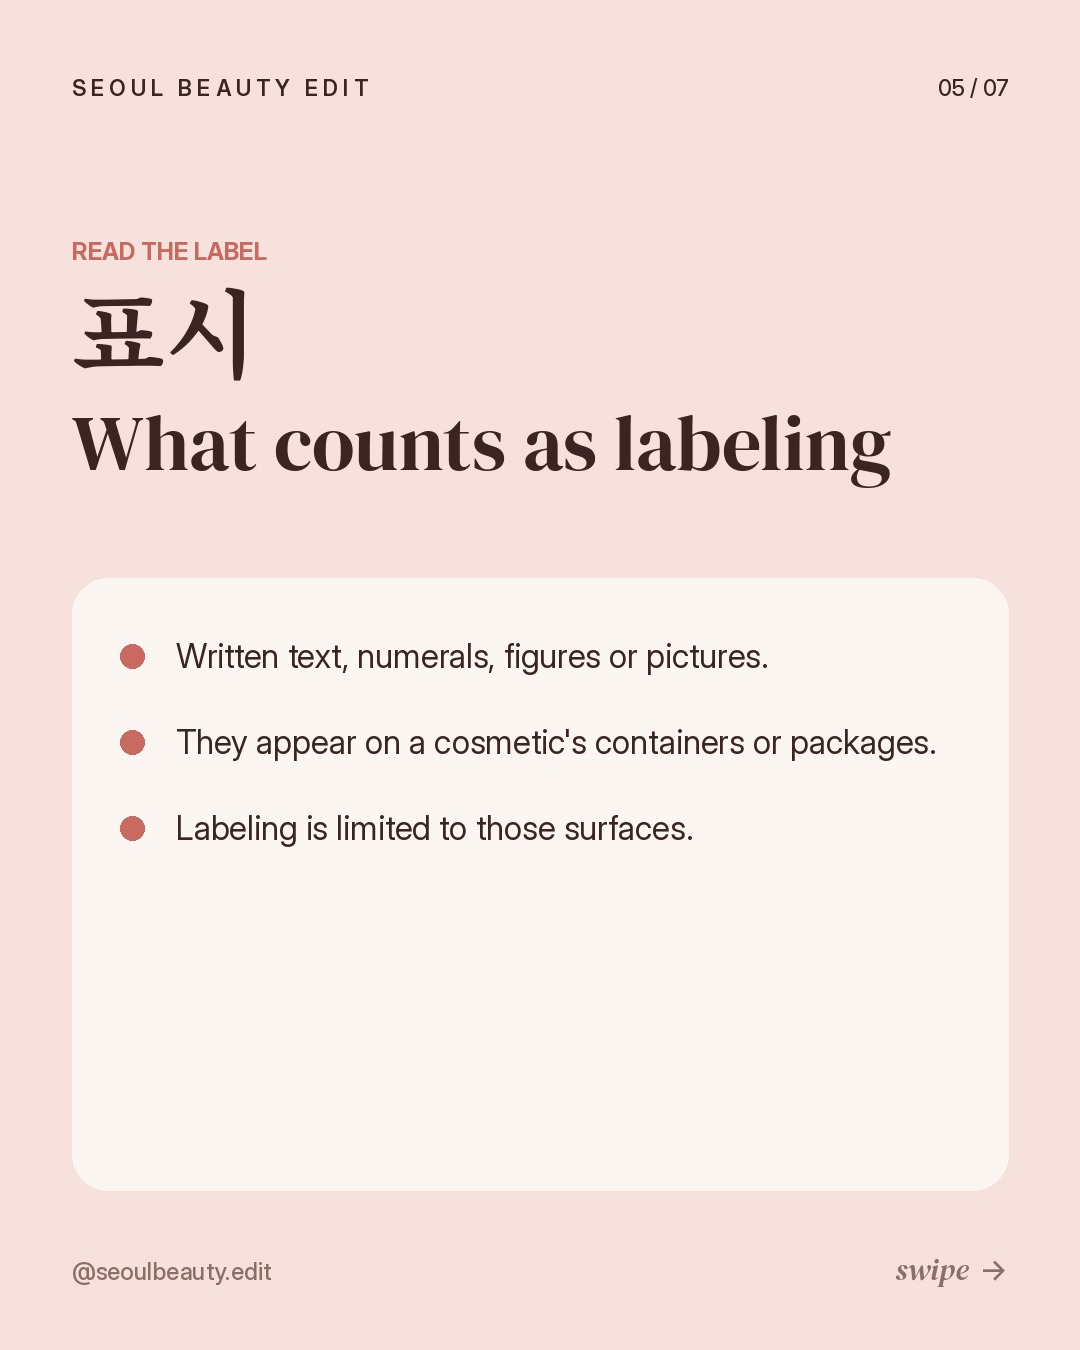 SEOUL BEAUTY EDIT
05 / 07
READ THE LABEL
표시
What counts as labeling
Written text, numerals, figures or pictures.
They appear on a cosmetic's containers or packages.
Labeling is limited to those surfaces.
@seoulbeauty.edit
swipe →